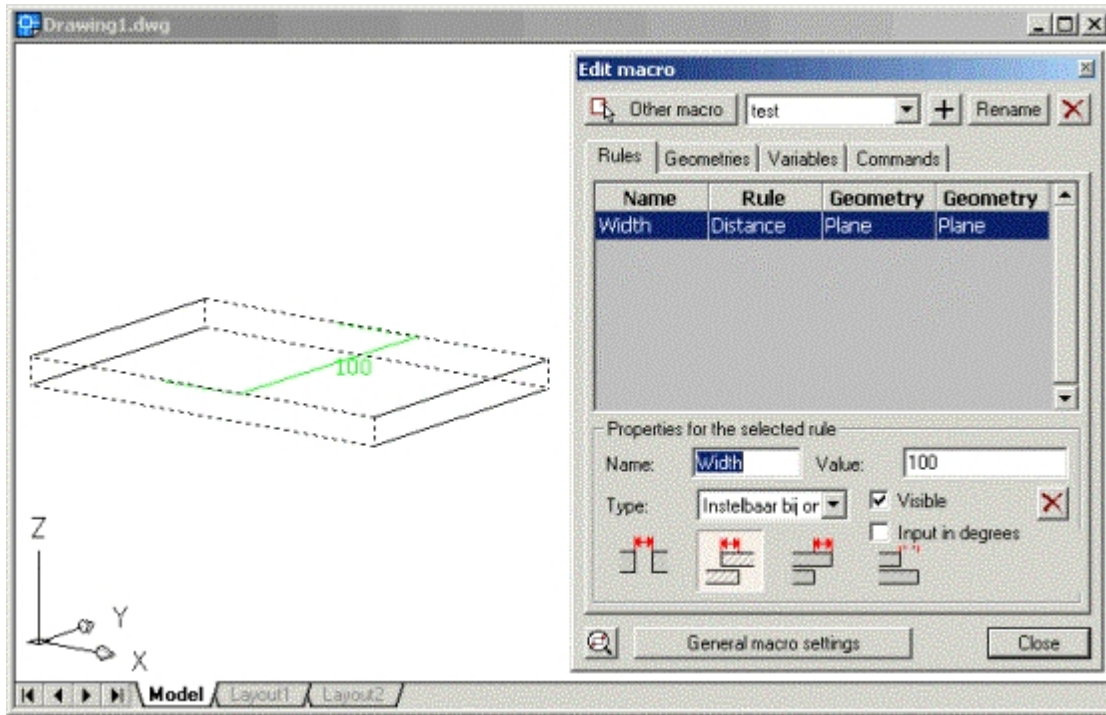 Drawing1.dwg
Edit macro
Other macro test Rename
Rules Geometries Variables Commands
Name Rule Geometry Geometry
Width Distance Plane Plane
100
Properties for the selected rule
Name: Width Value: 100
Type: Instelbaar bij or Visible
Input in degrees
Z
Y
X
General macro settings Close
Model Layout1 Layout2